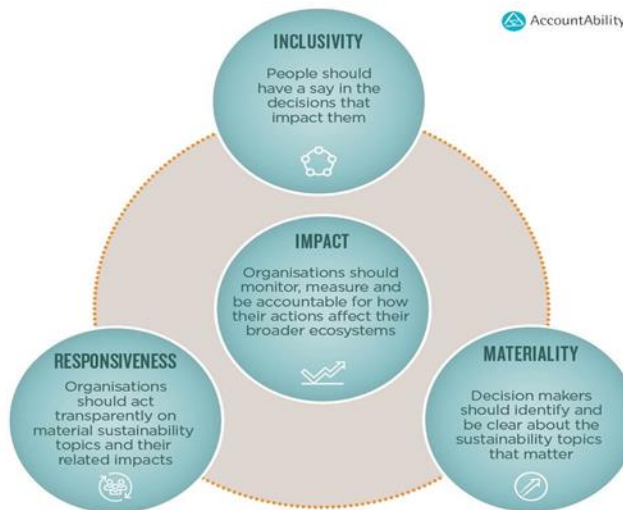 AccountAbility
INCLUSIVITY
People should
have a say in the
decisions that
impact them
IMPACT
Organisations should
monitor, measure and
be accountable for how
their actions affect their
broader ecosystems
RESPONSIVENESS
Organisations
should act
transparently on
material sustainability
topics and their
related impacts
MATERIALITY
Decision makers
should identify and
be clear about the
sustainability topics
that matter